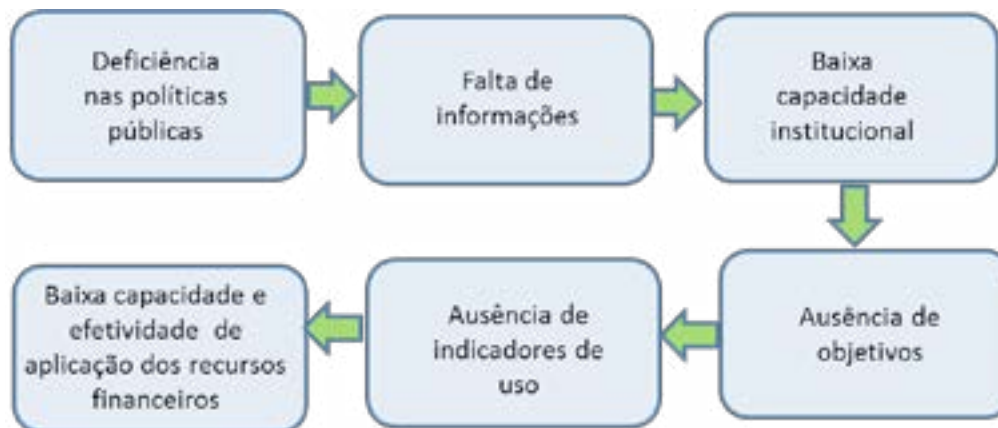 Deficiência
nas políticas
públicas
Falta de
informações
Baixa
capacidade
institucional
Ausência de
objetivos
Ausência de
indicadores de
uso
Baixa capacidade e
efetividade de
aplicação dos recursos
financeiros